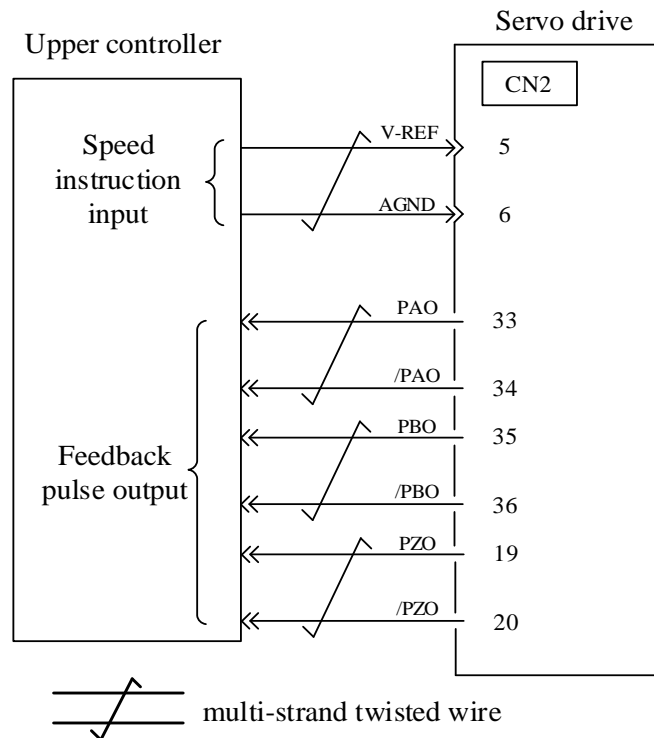 Servo drive
Upper controller
CN2
Speed
instruction
input
V-REF
5
AGND
6
Feedback
pulse output
PAO
33
/PAO
34
PBO
35
/PBO
36
PZO
19
/PZO
20
multi-strand twisted wire